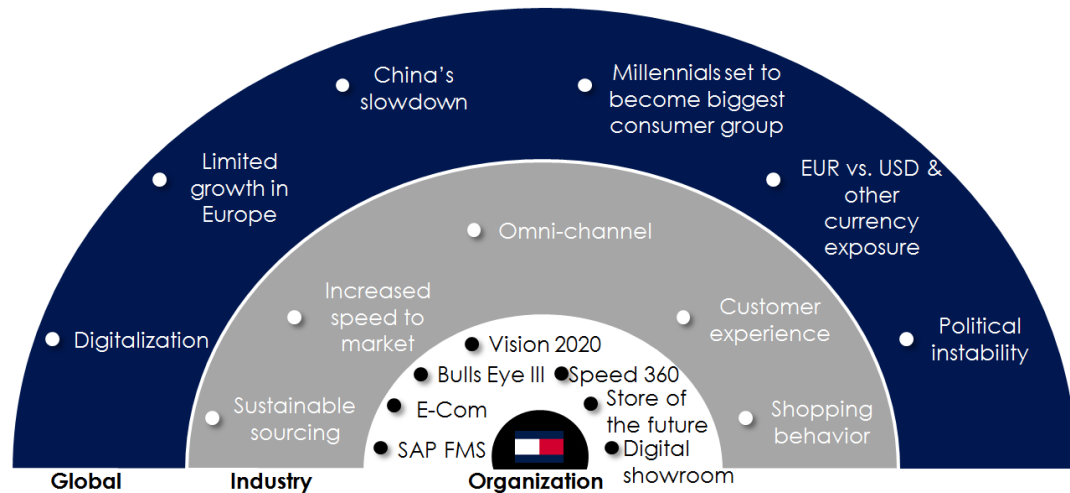 China's
slowdown
Millennials set to
become biggest
consumer group
Limited
growth in
Europe
EUR vs. USD &
other
currency
exposure
Digitalization
Political
instability
Omni-channel
Increased
speed to
market
Customer
experience
Sustainable
sourcing
Shopping
behavior
Vision 2020
Bulls Eye III
Speed 360
E-Com
Store of
the future
SAP FMS
Digital
showroom
Global
Industry
Organization